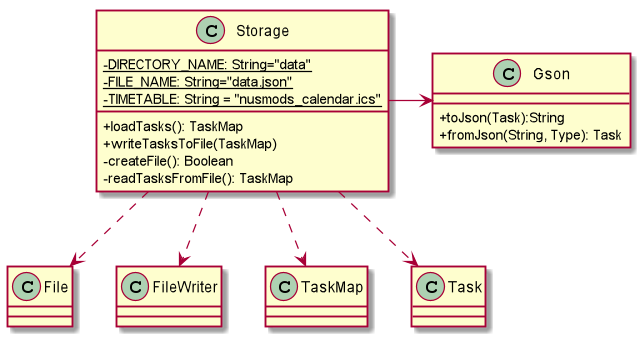 C Storage
-DIRECTORY_NAME: String="data"
-FILE_NAME: String="data.json"
-TIMETABLE: String = "nusmods_calendar.ics"
+loadTasks(): TaskMap
+writeTasksToFile(TaskMap)
-createFile(): Boolean
-readTasksFromFile(): TaskMap
C Gson
+toJson(Task):String
+fromJson(String, Type): Task
C File
C FileWriter
C TaskMap
C Task